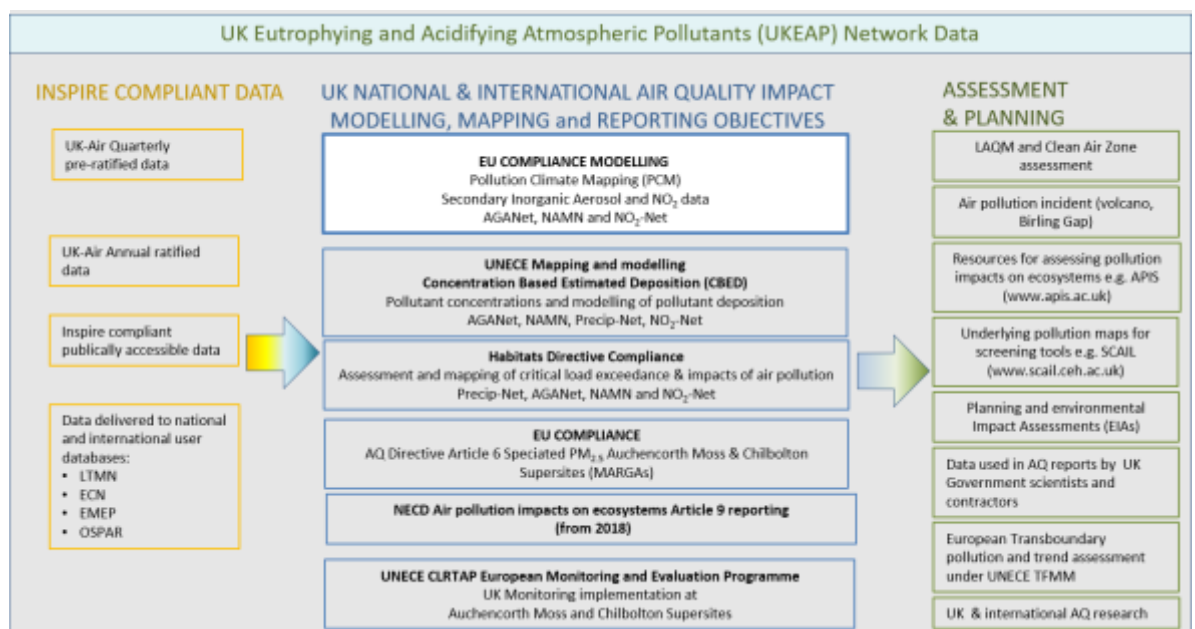 UK Eutrophying and Acidifying Atmospheric Pollutants (UKEAP) Network Data
INSPIRE COMPLIANT DATA
UK-Air Quarterly
pre-ratified data
UK-Air Annual ratified
data
Inspire compliant
publically accessible data
Data delivered to national
and international user
databases:
• LTMN
• ECN
• EMEP
• OSPAR
UK NATIONAL & INTERNATIONAL AIR QUALITY IMPACT
MODELLING, MAPPING and REPORTING OBJECTIVES
EU COMPLIANCE MODELLING
Pollution Climate Mapping (PCM)
Secondary Inorganic Aerosol and NO₂ data
AGANet, NAMN and NO₂-Net
UNECE Mapping and modelling
Concentration Based Estimated Deposition (CBED)
Pollutant concentrations and modelling of pollutant deposition
AGANet, NAMN, Precip-Net, NO₂-Net
Habitats Directive Compliance
Assessment and mapping of critical load exceedance & impacts of air pollution
Precip-Net, AGANet, NAMN and NO₂-Net
EU COMPLIANCE
AQ Directive Article 6 Speciated PM₂.₅ Auchencorth Moss & Chilbolton
Supersites (MARGAs)
NECD Air pollution impacts on ecosystems Article 9 reporting
(from 2018)
UNECE CLRTAP European Monitoring and Evaluation Programme
UK Monitoring implementation at
Auchencorth Moss and Chilbolton Supersites
ASSESSMENT
& PLANNING
LAQM and Clean Air Zone
assessment
Air pollution incident (volcano,
Birling Gap)
Resources for assessing pollution
impacts on ecosystems e.g. APIS
(www.apis.ac.uk)
Underlying pollution maps for
screening tools e.g. SCAIL
(www.scail.ceh.ac.uk)
Planning and environmental
Impact Assessments (EIAs)
Data used in AQ reports by UK
Government scientists and
contractors
European Transboundary
pollution and trend assessment
under UNECE TFMM
UK & international AQ research